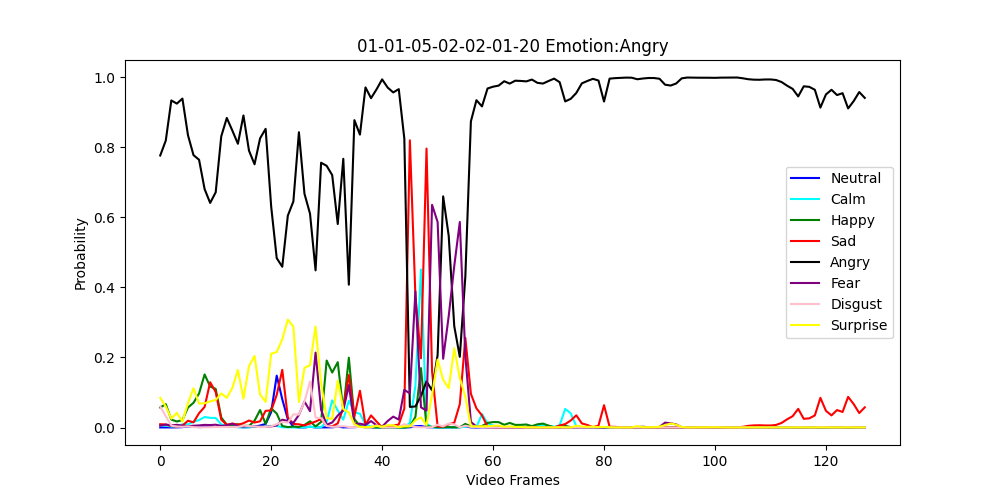 01-01-05-02-02-01-20 Emotion:Angry
1.0
0.8
0.6
0.4
0.2
0.0
Probability
0
20
40
60
80
100
120
Video Frames
Neutral
Calm
Happy
Sad
Angry
Fear
Disgust
Surprise